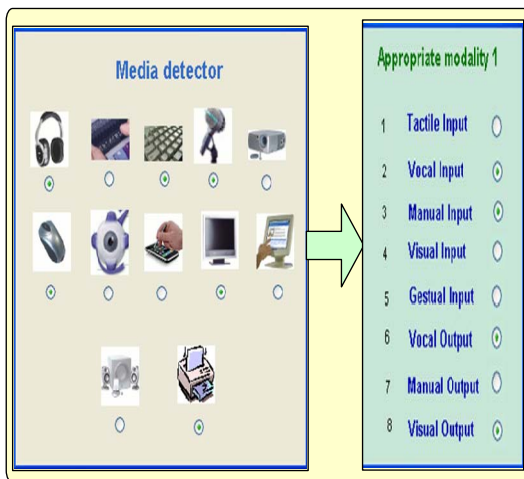 Media detector
Appropriate modality 1
1 Tactile Input
2 Vocal Input
3 Manual Input
4 Visual Input
5 Gestual Input
6 Vocal Output
7 Manual Output
8 Visual Output